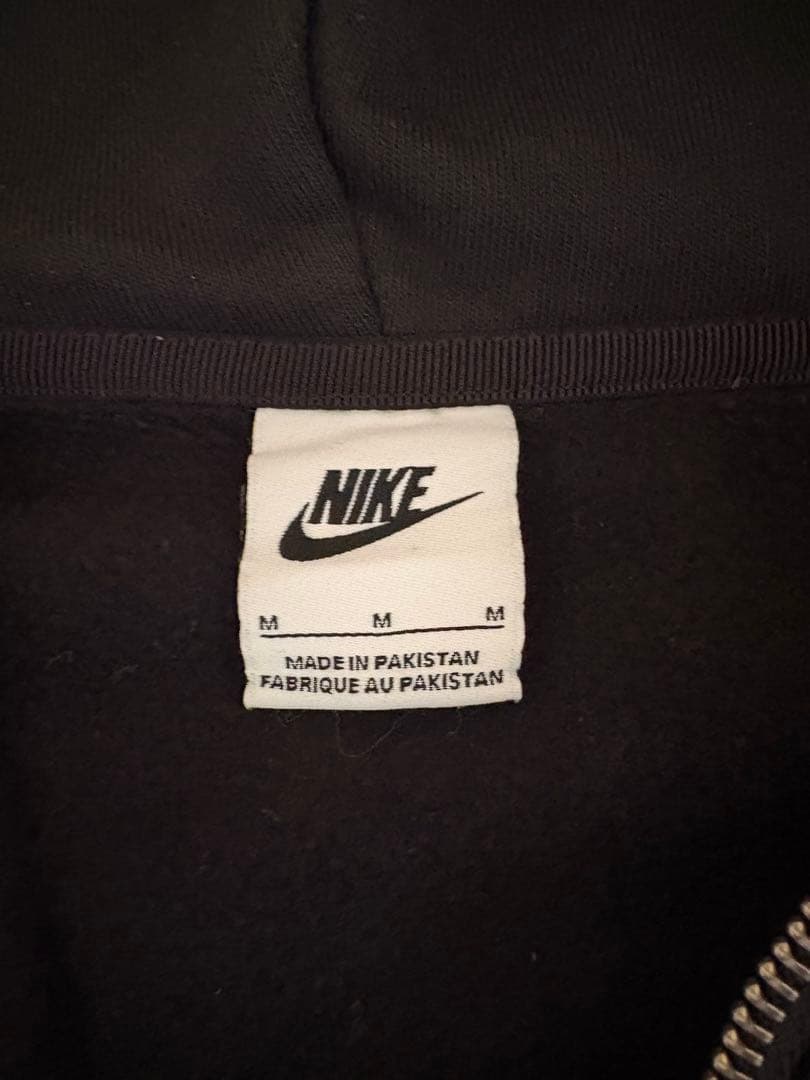 NIKE
M M M
MADE IN PAKISTAN
FABRIQUE AU PAKISTAN